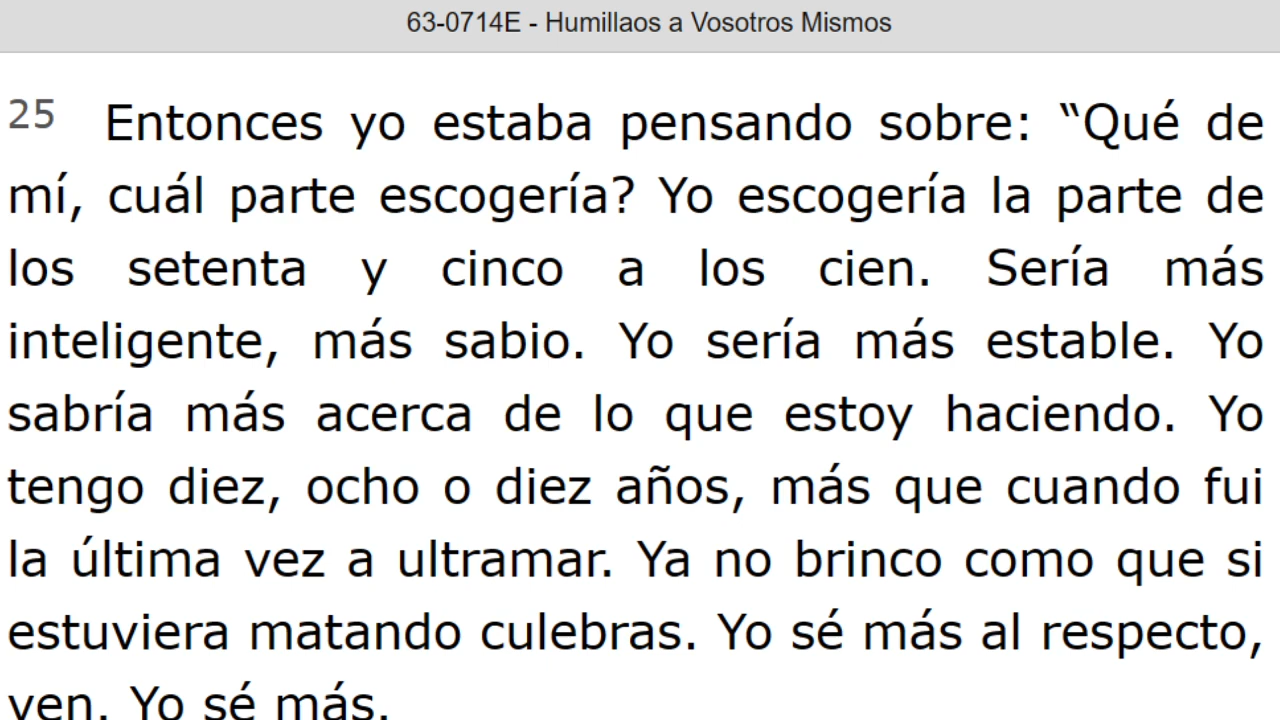 63-0714E - Humillaos a Vosotros Mismos
25 Entonces yo estaba pensando sobre: “Qué de
mí, cuál parte escogería? Yo escogería la parte de
los setenta y cinco a los cien. Sería más
inteligente, más sabio. Yo sería más estable. Yo
sabría más acerca de lo que estoy haciendo. Yo
tengo diez, ocho o diez años, más que cuando fui
la última vez a ultramar. Ya no brinco como que si
estuviera matando culebras. Yo sé más al respecto,
ven. Yo sé más.